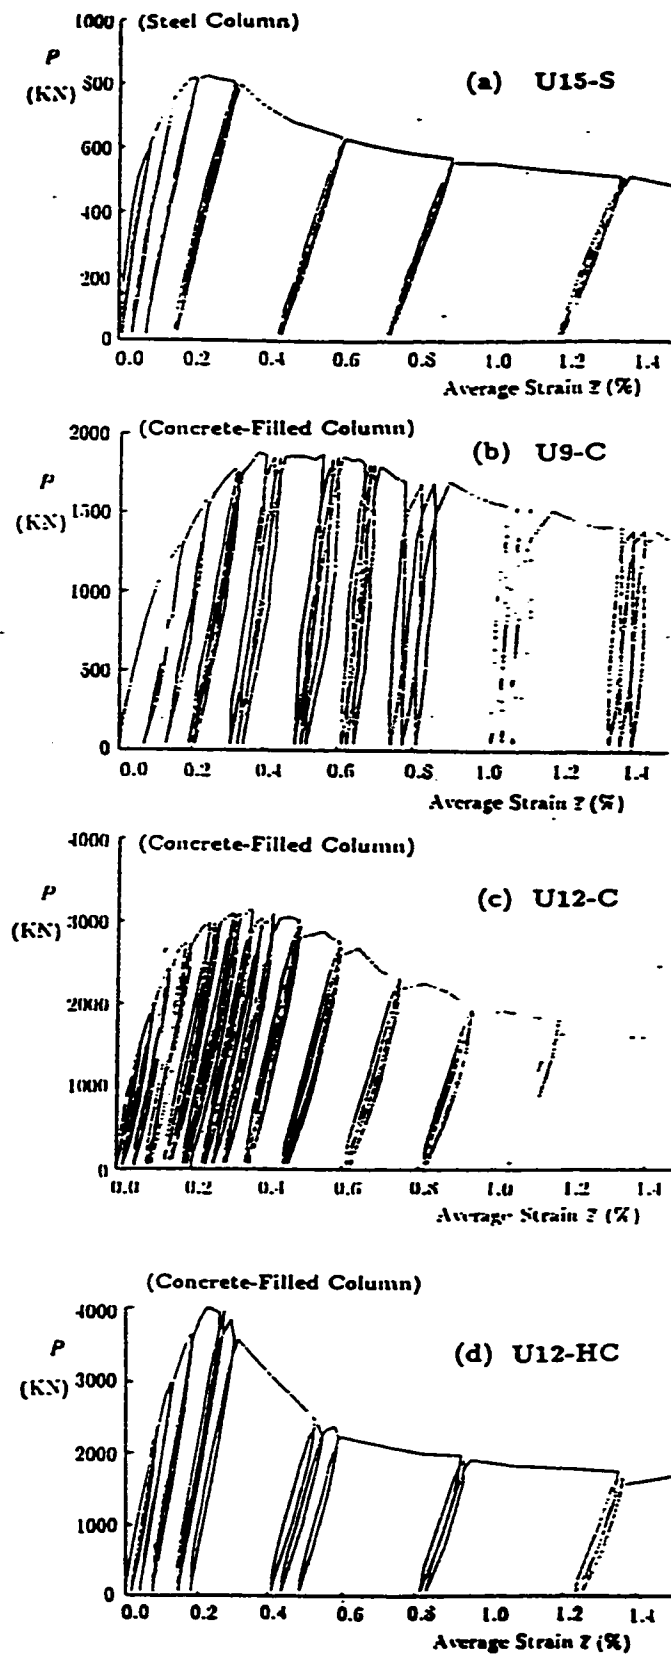 (Steel Column)
1000
P
(KN)
(a) U15-S
800
600
400
200
0
0.0 0.2 0.4 0.6 0.8 1.0 1.2 1.4
Average Strain ε̄ (%)
(Concrete-Filled Column)
2000
P
(KN)
(b) U9-C
1500
1000
500
0
0.0 0.2 0.4 0.6 0.8 1.0 1.2 1.4
Average Strain ε̄ (%)
(Concrete-Filled Column)
4000
P
(KN)
(c) U12-C
3000
2000
1000
0
0.0 0.2 0.4 0.6 0.8 1.0 1.2 1.4
Average Strain ε̄ (%)
(Concrete-Filled Column)
4000
P
(KN)
(d) U12-HC
3000
2000
1000
0
0.0 0.2 0.4 0.6 0.8 1.0 1.2 1.4
Average Strain ε̄ (%)